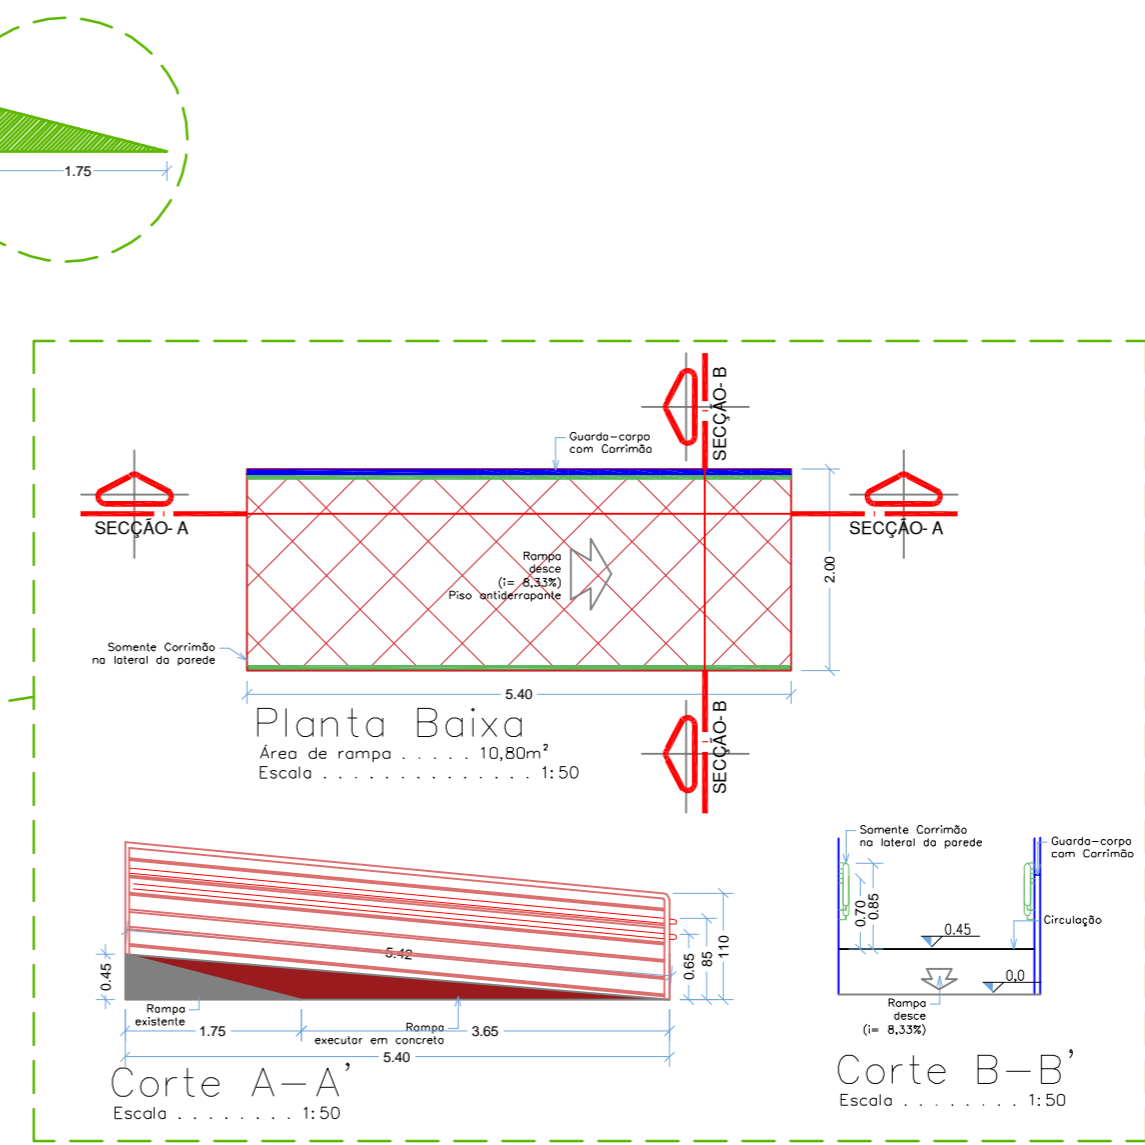 1.75
SECÇÃO- B
Guarda-corpo
com Corrimão
SECÇÃO- A
SECÇÃO- A
Rampa
desce
(i= 8,33%)
Piso antiderrapante
2.00
Somente Corrimão
na lateral da parede
5.40
SECÇÃO-B
Planta Baixa
Área de rampa . . . . . 10,80m²
Escala . . . . . . . . . . . . . . 1:50
5.42
0.45
0.65
85
110
Rampa
existente
1.75
Rampa
executar em concreto
3.65
5.40
Corte A-A'
Escala . . . . . . . . 1:50
Somente Corrimão
na lateral da parede
Guarda-corpo
com Corrimão
0.70
0.85
Circulação
0.45
0,0
Rampa
desce
(i= 8,33%)
Corte B-B'
Escala . . . . . . . . 1:50